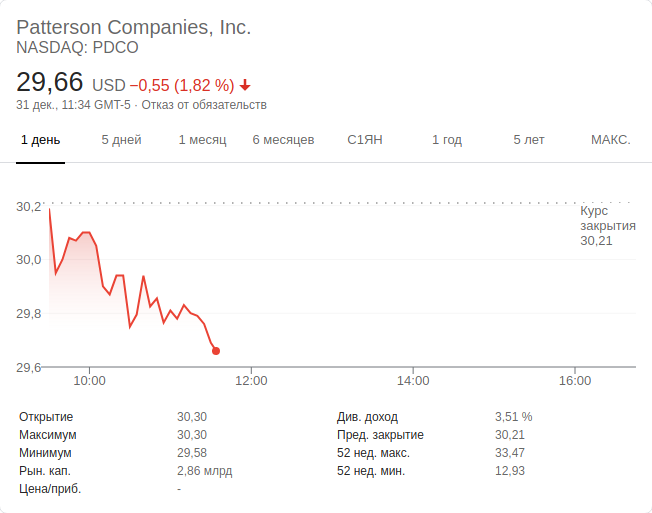 Patterson Companies, Inc.
NASDAQ: PDCO
29,66 USD −0,55 (1,82 %)
31 дек., 11:34 GMT-5 · Отказ от обязательств
1 день 5 дней 1 месяц 6 месяцев С1ЯН 1 год 5 лет МАКС.
30,2
Курс
закрытия
30,21
30,0
29,8
29,6
10:00 12:00 14:00 16:00
Открытие 30,30 Див. доход 3,51 %
Максимум 30,30 Пред. закрытие 30,21
Минимум 29,58 52 нед. макс. 33,47
Рын. кап. 2,86 млрд 52 нед. мин. 12,93
Цена/приб. -